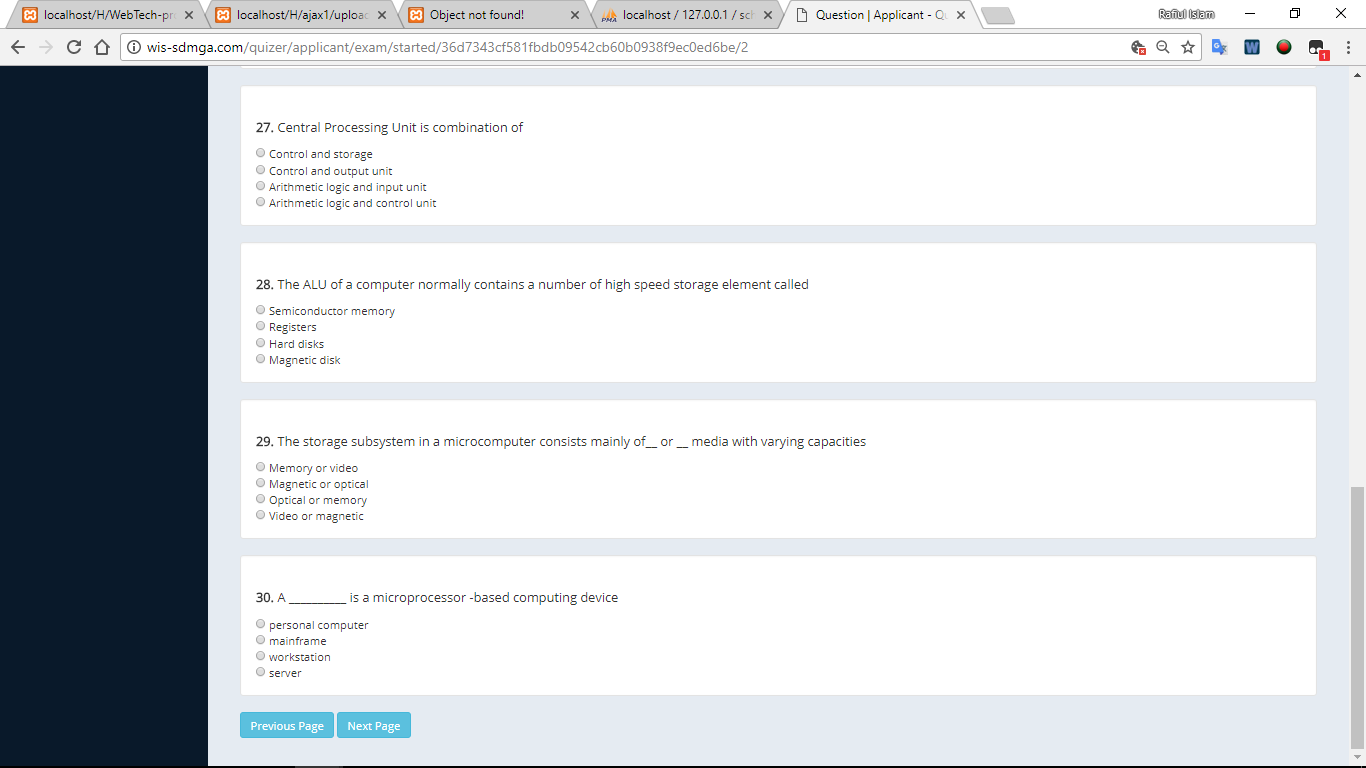 localhost/H/WebTech-pr
localhost/H/ajax1/upload
Object not found!
localhost / 127.0.0.1 / sch
Question | Applicant - Qu
Rafiul Islam
wis-sdmga.com/quizer/applicant/exam/started/36d7343cf581fbdb09542cb60b0938f9ec0ed6be/2
27. Central Processing Unit is combination of
Control and storage
Control and output unit
Arithmetic logic and input unit
Arithmetic logic and control unit
28. The ALU of a computer normally contains a number of high speed storage element called
Semiconductor memory
Registers
Hard disks
Magnetic disk
29. The storage subsystem in a microcomputer consists mainly of__ or __ media with varying capacities
Memory or video
Magnetic or optical
Optical or memory
Video or magnetic
30. A _________ is a microprocessor -based computing device
personal computer
mainframe
workstation
server
Previous Page Next Page